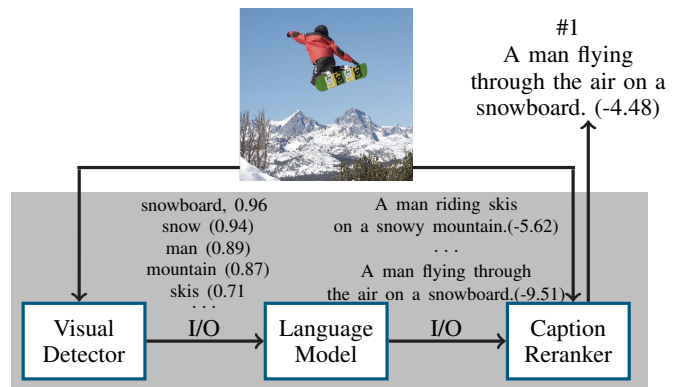 #1
A man flying
through the air on a
snowboard. (-4.48)
snowboard, 0.96
snow (0.94)
man (0.89)
mountain (0.87)
skis (0.71
. . .
A man riding skis
on a snowy mountain.(-5.62)
. . .
A man flying through
the air on a snowboard.(-9.51)
Visual
Detector
I/O
Language
Model
I/O
Caption
Reranker